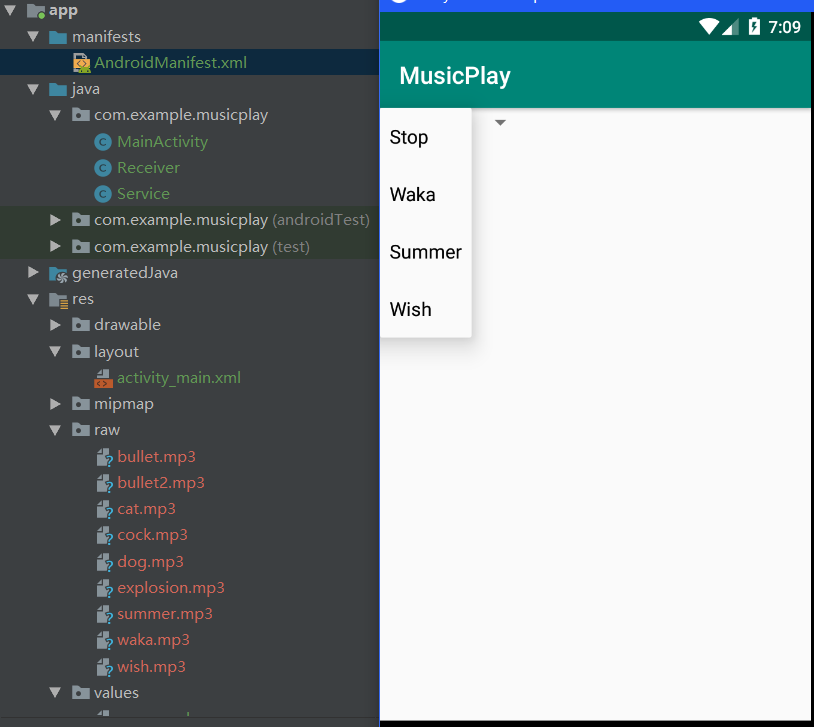 app
manifests
AndroidManifest.xml
java
com.example.musicplay
MainActivity
Receiver
Service
com.example.musicplay (androidTest)
com.example.musicplay (test)
generatedJava
res
drawable
layout
activity_main.xml
mipmap
raw
bullet.mp3
bullet2.mp3
cat.mp3
cock.mp3
dog.mp3
explosion.mp3
summer.mp3
waka.mp3
wish.mp3
values
7:09
MusicPlay
Stop
Waka
Summer
Wish